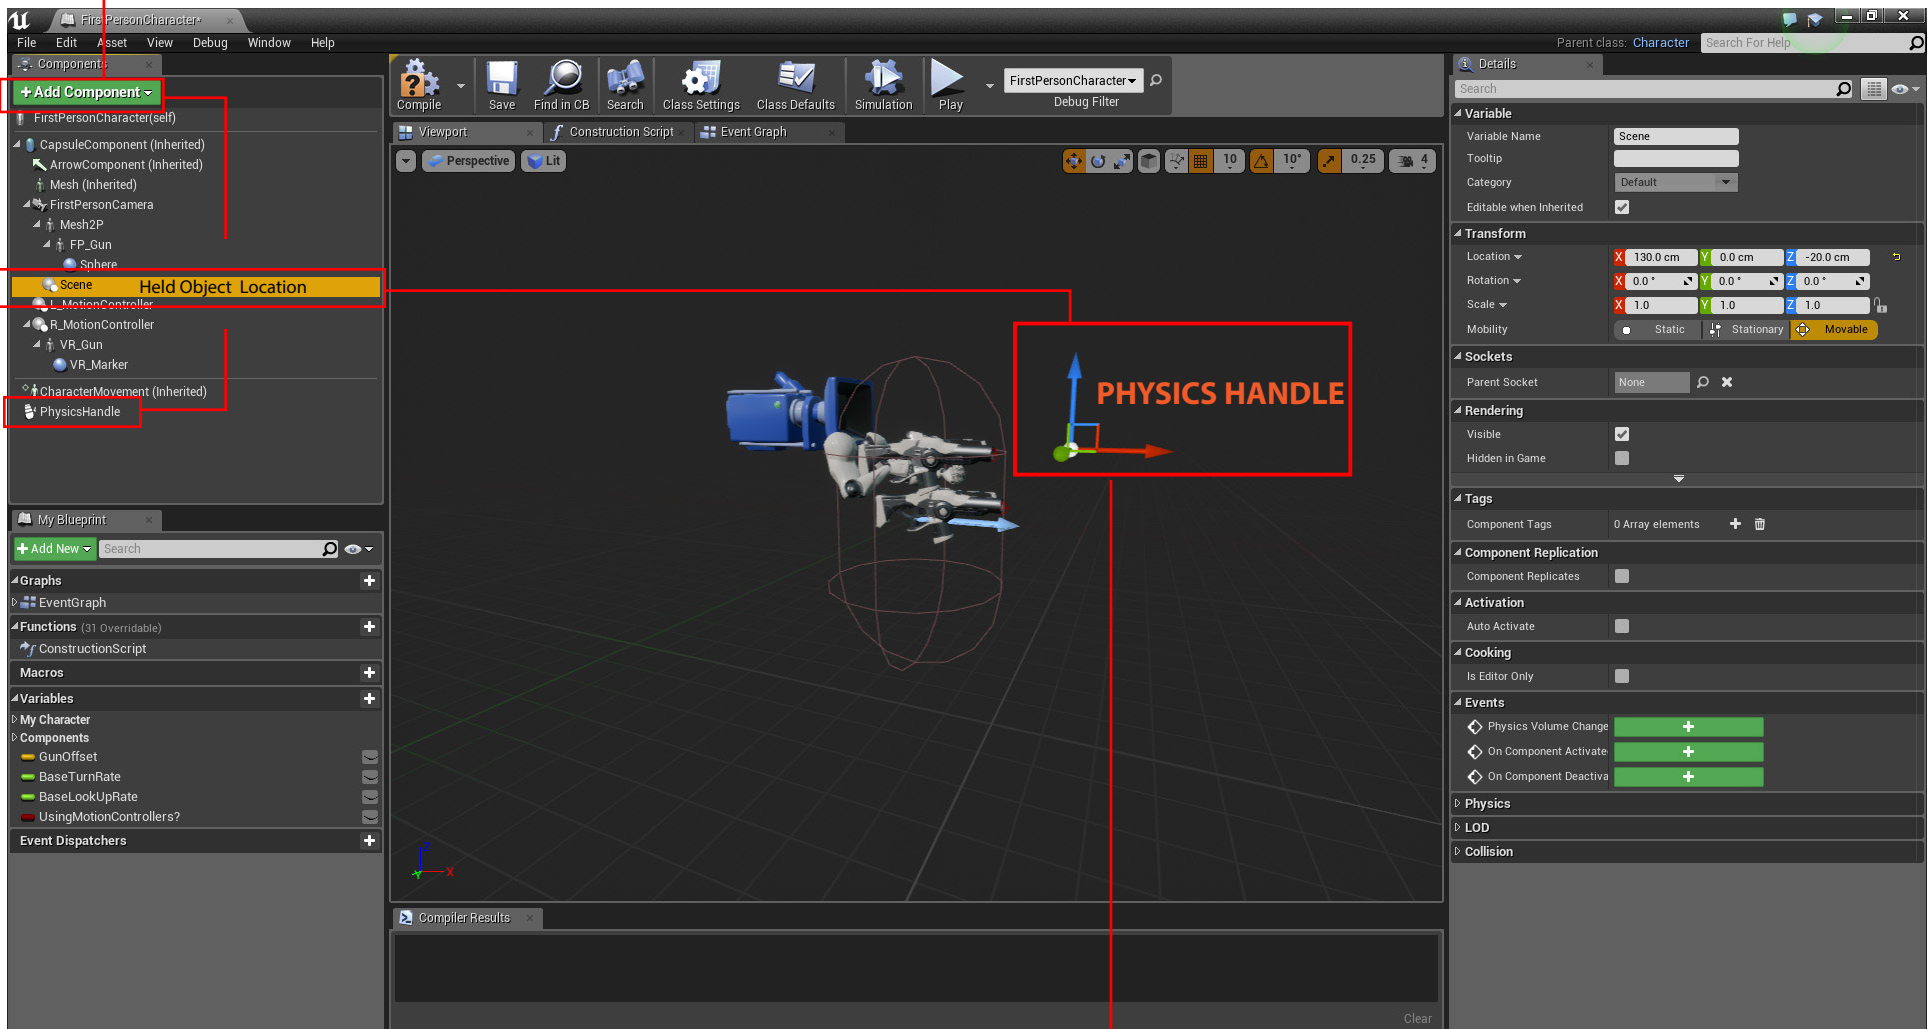 FirstPersonCharacter*
File Edit Asset View Debug Window Help
Parent class: Character
Search For Help
Components
+Add Component
FirstPersonCharacter(self)
CapsuleComponent (Inherited)
ArrowComponent (Inherited)
Mesh (Inherited)
FirstPersonCamera
Mesh2P
FP_Gun
Sphere
Scene
Held Object Location
L_MotionController
R_MotionController
VR_Gun
VR_Marker
CharacterMovement (Inherited)
PhysicsHandle
My Blueprint
+Add New
Search
Graphs
EventGraph
Functions (31 Overridable)
ConstructionScript
Macros
Variables
My Character
Components
GunOffset
BaseTurnRate
BaseLookUpRate
UsingMotionControllers?
Event Dispatchers
Compile
Save
Find in CB
Search
Class Settings
Class Defaults
Simulation
Play
FirstPersonCharacter
Debug Filter
Viewport
Construction Script
Event Graph
Perspective
Lit
10
10°
0.25
4
PHYSICS HANDLE
Z
Y
X
Compiler Results
Clear
Details
Search
Variable
Variable Name Scene
Tooltip
Category Default
Editable when Inherited
Transform
Location X 130.0 cm Y 0.0 cm Z -20.0 cm
Rotation X 0.0 ° Y 0.0 ° Z 0.0 °
Scale X 1.0 Y 1.0 Z 1.0
Mobility Static Stationary Movable
Sockets
Parent Socket None
Rendering
Visible
Hidden in Game
Tags
Component Tags 0 Array elements
Component Replication
Component Replicates
Activation
Auto Activate
Cooking
Is Editor Only
Events
Physics Volume Change
On Component Activate
On Component Deactiva
Physics
LOD
Collision